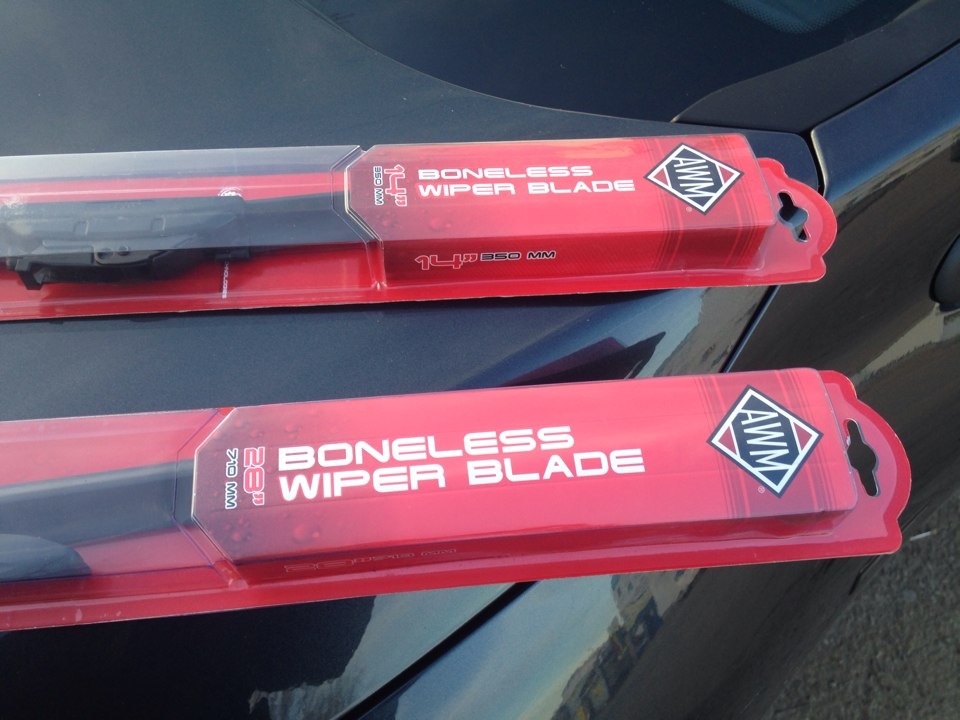 14"
350 MM
BONELESS
WIPER BLADE
AWM
®
14" 350 MM
28"
710 MM
BONELESS
WIPER BLADE
AWM
®